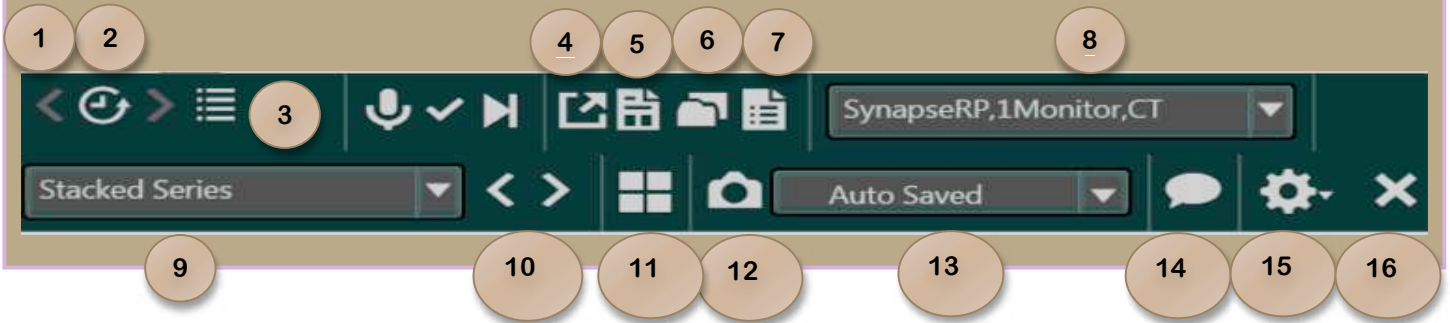 1 2 4 5 6 7 8
3
SynapseRP,1Monitor,CT
Stacked Series Auto Saved
9 10 11 12 13 14 15 16